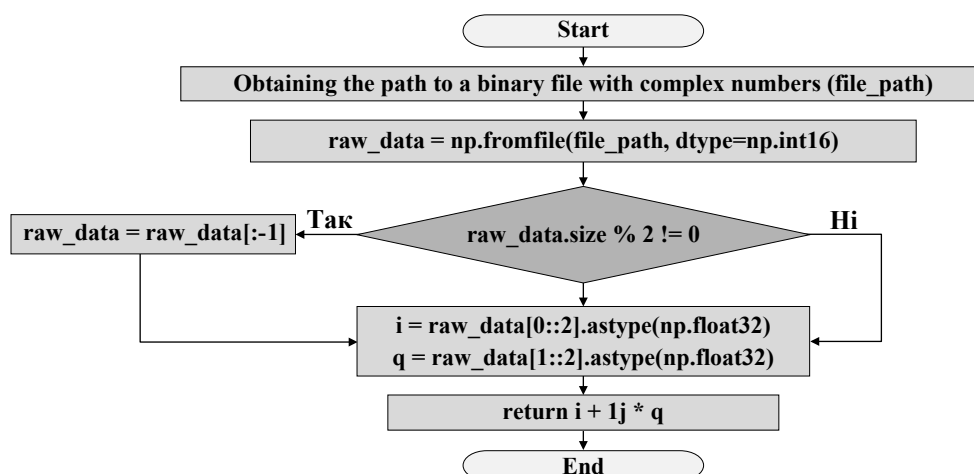 Start
Obtaining the path to a binary file with complex numbers (file_path)
raw_data = np.fromfile(file_path, dtype=np.int16)
Так
Ні
raw_data = raw_data[:-1]
raw_data.size % 2 != 0
i = raw_data[0::2].astype(np.float32)
q = raw_data[1::2].astype(np.float32)
return i + 1j * q
End